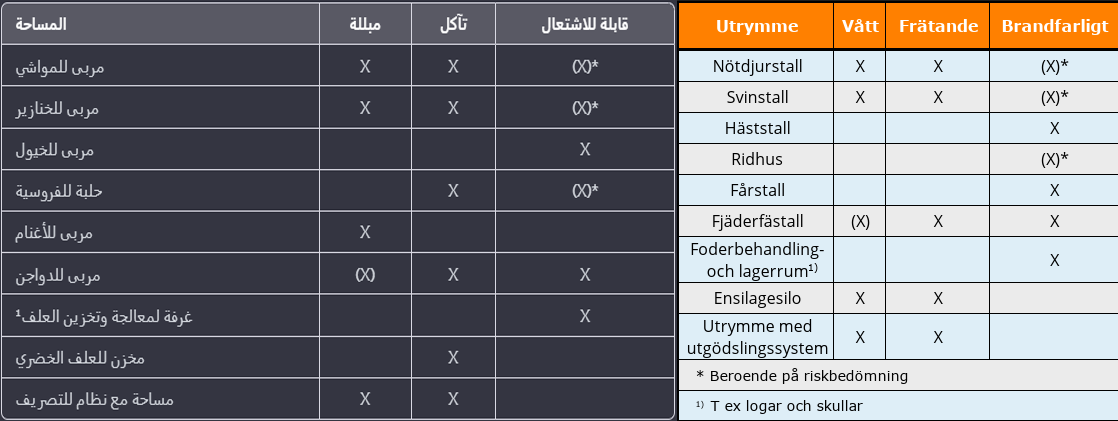 المساحة مبللة تآكل قابلة للاشتعال
مربى للمواشي X X (X)*
مربى للخنازير X X (X)*
مربى للخيول X
حلبة للفروسية X (X)*
مربى للأغنام X
مربى للدواجن (X) X X
غرفة لمعالجة وتخزين العلف¹ X
مخزن للعلف الخضري X
مساحة مع نظام للتصريف X X
Utrymme Vått Frätande Brandfarligt
Nötdjurstall X X (X)*
Svinstall X X (X)*
Häststall X
Ridhus (X)*
Fårstall X
Fjäderfästall (X) X X
Foderbehandling-
och lagerrum¹⁾ X
Ensilagesilo X X
Utrymme med
utgödslingssystem X X
* Beroende på riskbedömning
¹⁾ T ex logar och skullar